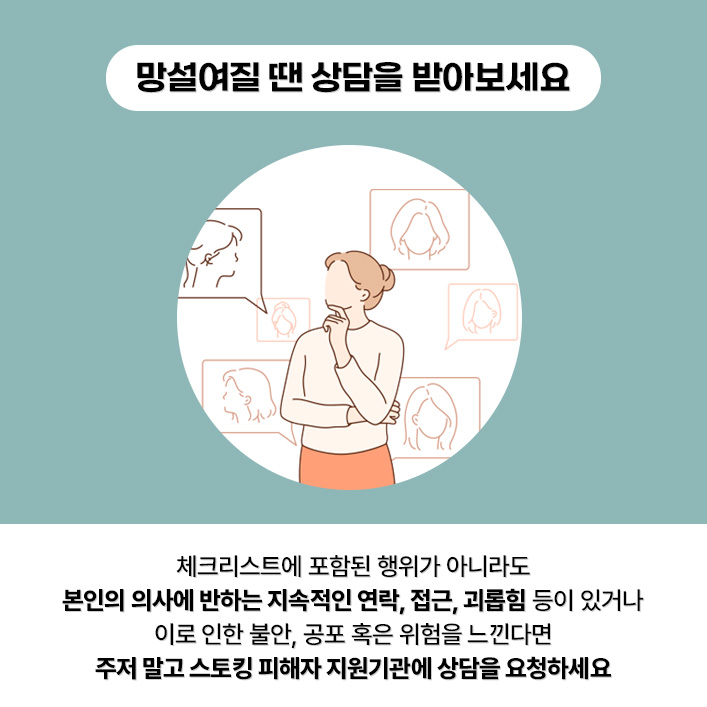 망설여질 땐 상담을 받아보세요
체크리스트에 포함된 행위가 아니라도
본인의 의사에 반하는 지속적인 연락, 접근, 괴롭힘 등이 있거나
이로 인한 불안, 공포 혹은 위험을 느낀다면
주저 말고 스토킹 피해자 지원기관에 상담을 요청하세요